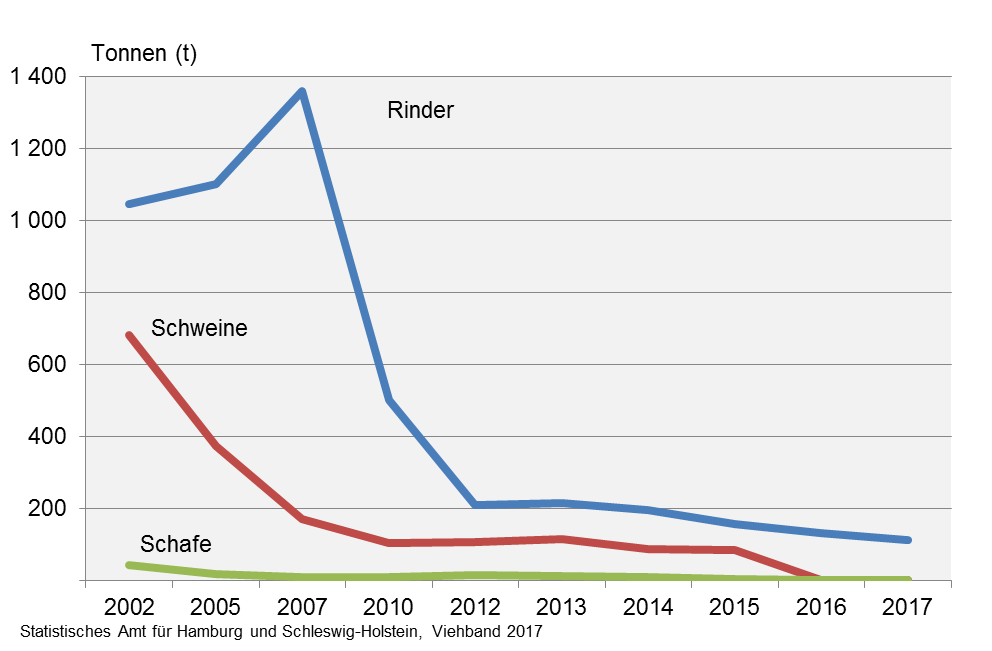 Tonnen (t)
1 400
Rinder
1 200
1 000
800
Schweine
600
400
200
Schafe
2002 2005 2007 2010 2012 2013 2014 2015 2016 2017
Statistisches Amt für Hamburg und Schleswig-Holstein, Viehband 2017